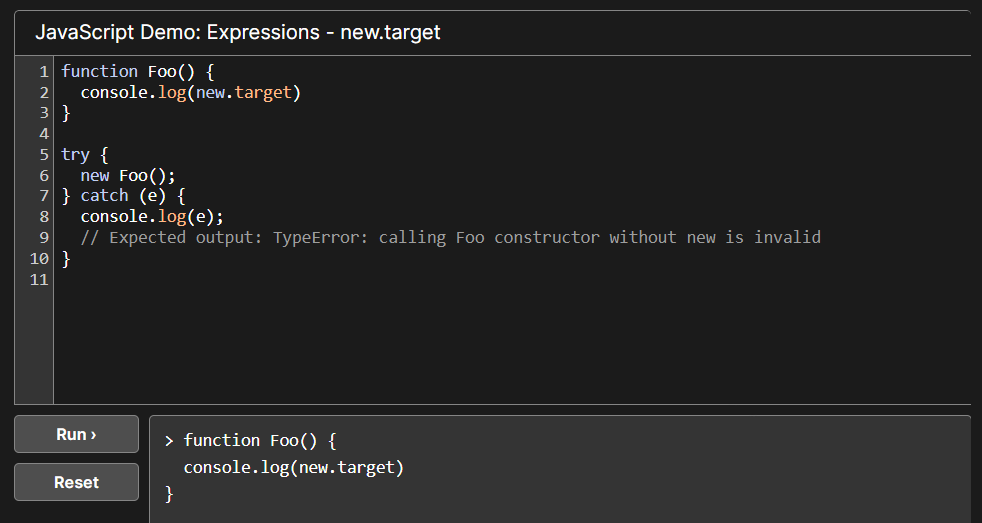 JavaScript Demo: Expressions - new.target
1 function Foo() {
2   console.log(new.target)
3 }
4
5 try {
6   new Foo();
7 } catch (e) {
8   console.log(e);
9   // Expected output: TypeError: calling Foo constructor without new is invalid
10 }
11
Run ›
> function Foo() {
  console.log(new.target)
}
Reset